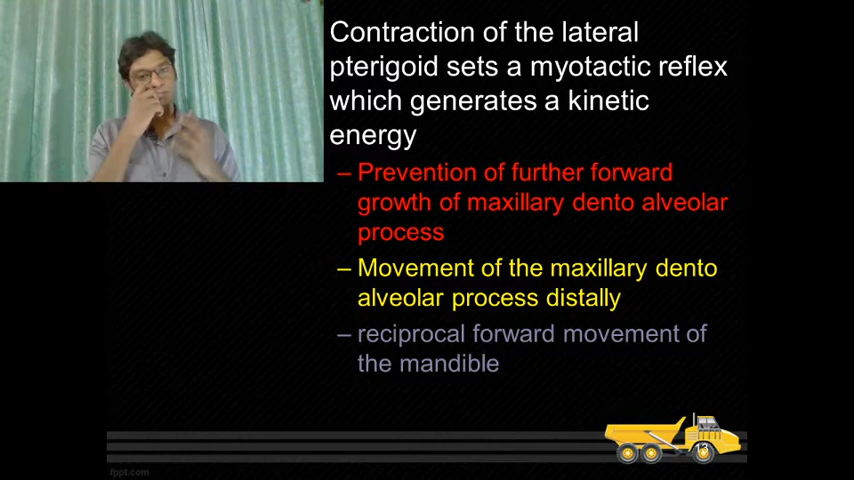 Contraction of the lateral
pterigoid sets a myotactic reflex
which generates a kinetic
energy
– Prevention of further forward
growth of maxillary dento alveolar
process
– Movement of the maxillary dento
alveolar process distally
– reciprocal forward movement of
the mandible
13
fppt.com